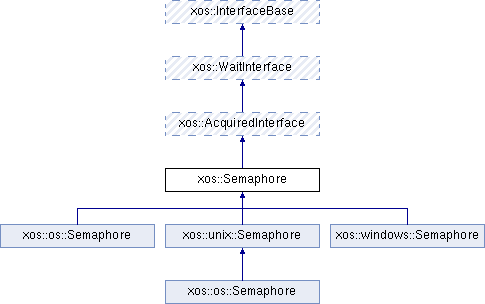 xos::InterfaceBase
xos::WaitInterface
xos::AcquiredInterface
xos::Semaphore
xos::os::Semaphore
xos::unix::Semaphore
xos::windows::Semaphore
xos::os::Semaphore